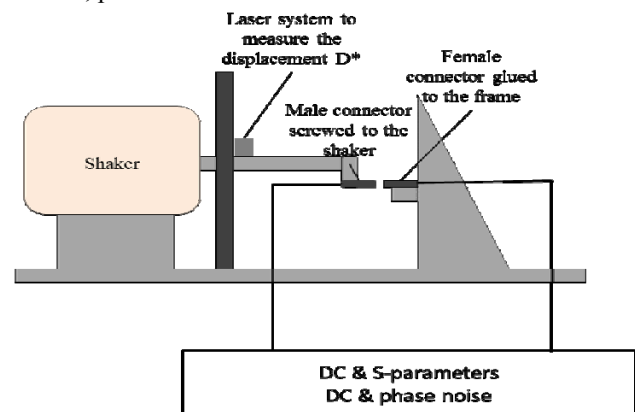 Laser system to
measure the
displacement D*
Female
connector glued
to the frame
Male connector
screwed to the
shaker
Shaker
DC & S-parameters
DC & phase noise